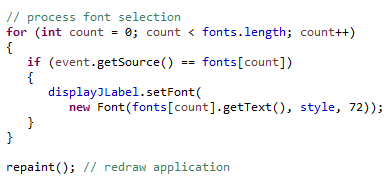 // process font selection
for (int count = 0; count < fonts.length; count++)
{
   if (event.getSource() == fonts[count])
   {
      displayJLabel.setFont(
         new Font(fonts[count].getText(), style, 72));
   }
}

repaint(); // redraw application